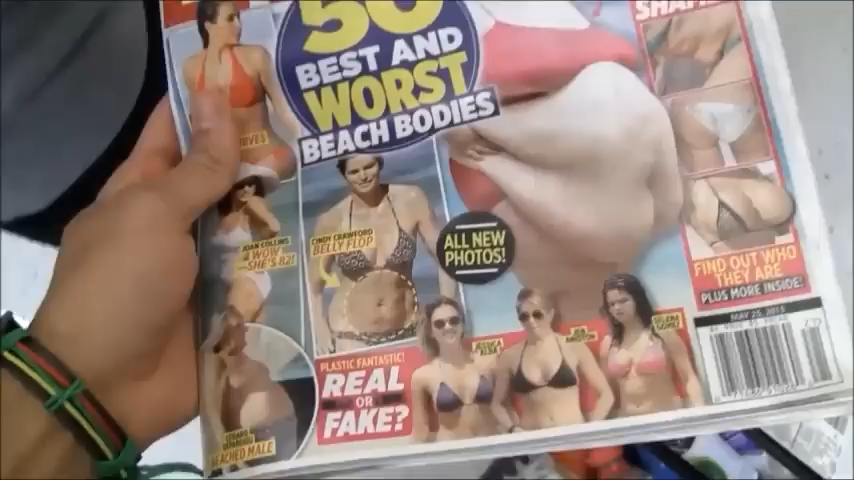 50
BEST AND
WORST
BEACH BODIES
JOAN COLLINS
WOW
SHE'S 82!
CINDY CRAWFORD
BELLY FLOP
ALL NEW
PHOTOS!
FIND OUT WHO
THEY ARE
PLUS MORE INSIDE!
MAY 25, 2015
JESSICA
ALBA
JEN
ANISTON
SELENA
GOMEZ
PLASTIC FANTASTIC!
REAL
OR
FAKE?
BEACHED MALE